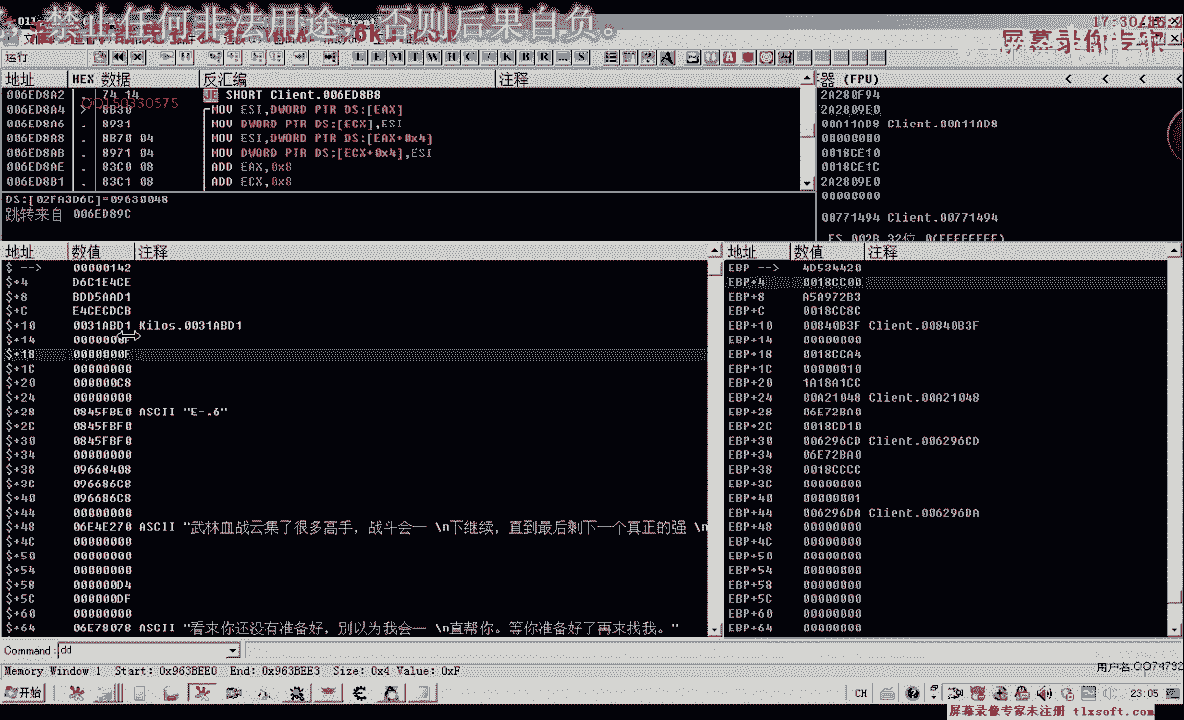 禁止任何非法用途，否则后果自负。
17:30
屏幕录像专家
运行
L E M T W H C / K B R ... S
地址 HEX 数据 反汇编 注释 器 (FPU)
006ED8A2 . 74 14 JE SHORT Client.006ED8B8
QQ150330575
006ED8A4 > 8B30 MOV ESI,DWORD PTR DS:[EAX]
006ED8A6 . 8931 MOV DWORD PTR DS:[ECX],ESI
006ED8A8 . 8B70 04 MOV ESI,DWORD PTR DS:[EAX+0x4]
006ED8AB . 8971 04 MOV DWORD PTR DS:[ECX+0x4],ESI
006ED8AE . 83C0 08 ADD EAX,0x8
006ED8B1 . 83C1 08 ADD ECX,0x8
2A280F94
2A2809E0
00A11AD8 Client.00A11AD8
00000000
0018CE10
0018CE1C
2A2809E0
00000000
00771494 Client.00771494
FS 002B 32位 0(FFFFFFFF)
DS:[02FA3D6C]=09630048
跳转来自 006ED89C
地址 数值 注释
$ --> 00000142
$+4 D6C1E4CE
$+8 BDD5AAD1
$+C E4CECDCB
$+10 0031ABD1 Kilos.0031ABD1
$+14 0000000F
$+18 0000000F
$+1C 00000000
$+20 000000C8
$+24 00000000
$+28 0845FBE0 ASCII "E-.6"
$+2C 0845FBF0
$+30 0845FBF0
$+34 00000000
$+38 09668408
$+3C 096686C8
$+40 096686C8
$+44 00000000
$+48 06E4E270 ASCII "武林血战云集了很多高手，战斗会一 \n下继续，直到最后剩下一个真正的强 \n
$+4C 00000000
$+50 00000000
$+54 00000000
$+58 000000D4
$+5C 000000DF
$+60 00000000
$+64 06E78078 ASCII "看来你还没有准备好，别以为我会一 \n直帮你。等你准备好了再来找我。"
地址 数值 注释
EBP --> 4D534420
EBP+4 0018CC00
EBP+8 A5A972B3
EBP+C 0018CC8C
EBP+10 00840B3F Client.00840B3F
EBP+14 00000000
EBP+18 0018CCA4
EBP+1C 00000010
EBP+20 1A18A1CC
EBP+24 00A21048 Client.00A21048
EBP+28 06E72BA0
EBP+2C 0018CD10
EBP+30 006296CD Client.006296CD
EBP+34 06E72BA0
EBP+38 0018CCCC
EBP+3C 00000000
EBP+40 00000001
EBP+44 006296DA Client.006296DA
EBP+48 00000000
EBP+4C 00000000
EBP+50 00000000
EBP+54 00000000
EBP+58 00000000
EBP+5C 00000000
EBP+60 00000000
EBP+64 00000000
Command: dd
Memory Window 1 Start: 0x963BEE0 End: 0x963BEE3 Size: 0x4 Value: 0xF
用户名:QQ74732
开始
CH
23:05
屏幕录像专家未注册 tlxsoft.com